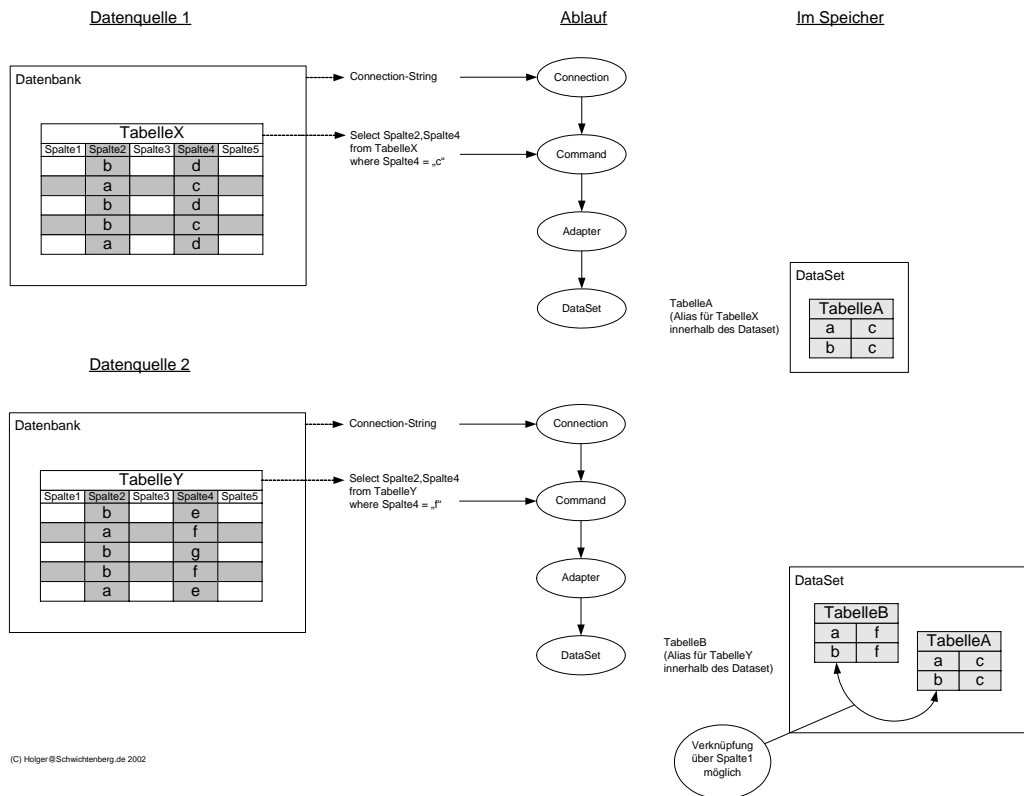 Datenquelle 1
Ablauf
Im Speicher
Datenbank
TabelleX
Spalte1 Spalte2 Spalte3 Spalte4 Spalte5
b d
a c
b d
b c
a d
Connection-String
Select Spalte2,Spalte4
from TabelleX
where Spalte4 = „c“
Connection
Command
Adapter
DataSet
TabelleA
(Alias für TabelleX
innerhalb des Dataset)
DataSet
TabelleA
a c
b c
Datenquelle 2
Datenbank
TabelleY
Spalte1 Spalte2 Spalte3 Spalte4 Spalte5
b e
a f
b g
b f
a e
Connection-String
Select Spalte2,Spalte4
from TabelleY
where Spalte4 = „f“
Connection
Command
Adapter
DataSet
TabelleB
(Alias für TabelleY
innerhalb des Dataset)
DataSet
TabelleB
a f
b f
TabelleA
a c
b c
Verknüpfung
über Spalte1
möglich
(C) Holger@Schwichtenberg.de 2002